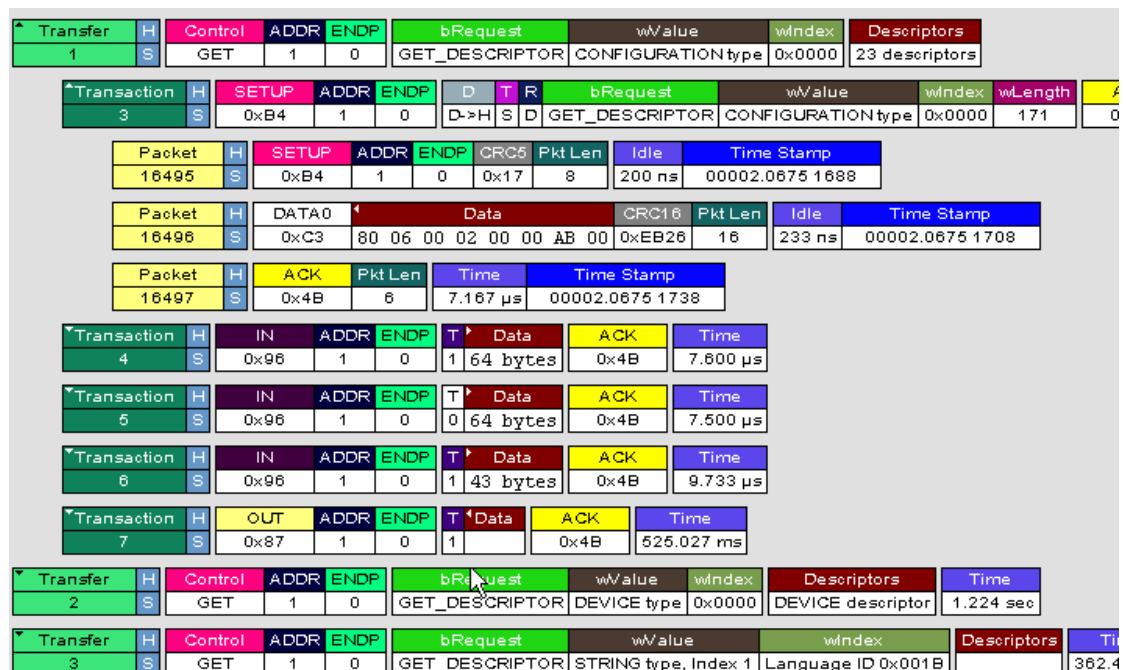 Transfer H Control ADDR ENDP bRequest wValue wIndex Descriptors
1 S GET 1 0 GET_DESCRIPTOR CONFIGURATION type 0x0000 23 descriptors
Transaction H SETUP ADDR ENDP D T R bRequest wValue wIndex wLength
3 S 0xB4 1 0 D->H S D GET_DESCRIPTOR CONFIGURATION type 0x0000 171
Packet H SETUP ADDR ENDP CRC5 Pkt Len Idle Time Stamp
16495 S 0xB4 1 0 0x17 8 200 ns 00002.0675 1688
Packet H DATA0 Data CRC16 Pkt Len Idle Time Stamp
16496 S 0xC3 80 06 00 02 00 00 AB 00 0xEB26 16 233 ns 00002.0675 1708
Packet H ACK Pkt Len Time Time Stamp
16497 S 0x4B 6 7.167 µs 00002.0675 1738
Transaction H IN ADDR ENDP T Data ACK Time
4 S 0x96 1 0 1 64 bytes 0x4B 7.600 µs
Transaction H IN ADDR ENDP T Data ACK Time
5 S 0x96 1 0 0 64 bytes 0x4B 7.500 µs
Transaction H IN ADDR ENDP T Data ACK Time
6 S 0x96 1 0 1 43 bytes 0x4B 9.733 µs
Transaction H OUT ADDR ENDP T Data ACK Time
7 S 0x87 1 0 1 0x4B 525.027 ms
Transfer H Control ADDR ENDP bRequest wValue wIndex Descriptors Time
2 S GET 1 0 GET_DESCRIPTOR DEVICE type 0x0000 DEVICE descriptor 1.224 sec
Transfer H Control ADDR ENDP bRequest wValue wIndex Descriptors
3 S GET 1 0 GET_DESCRIPTOR STRING type, Index 1 Language ID 0x001B 362.4